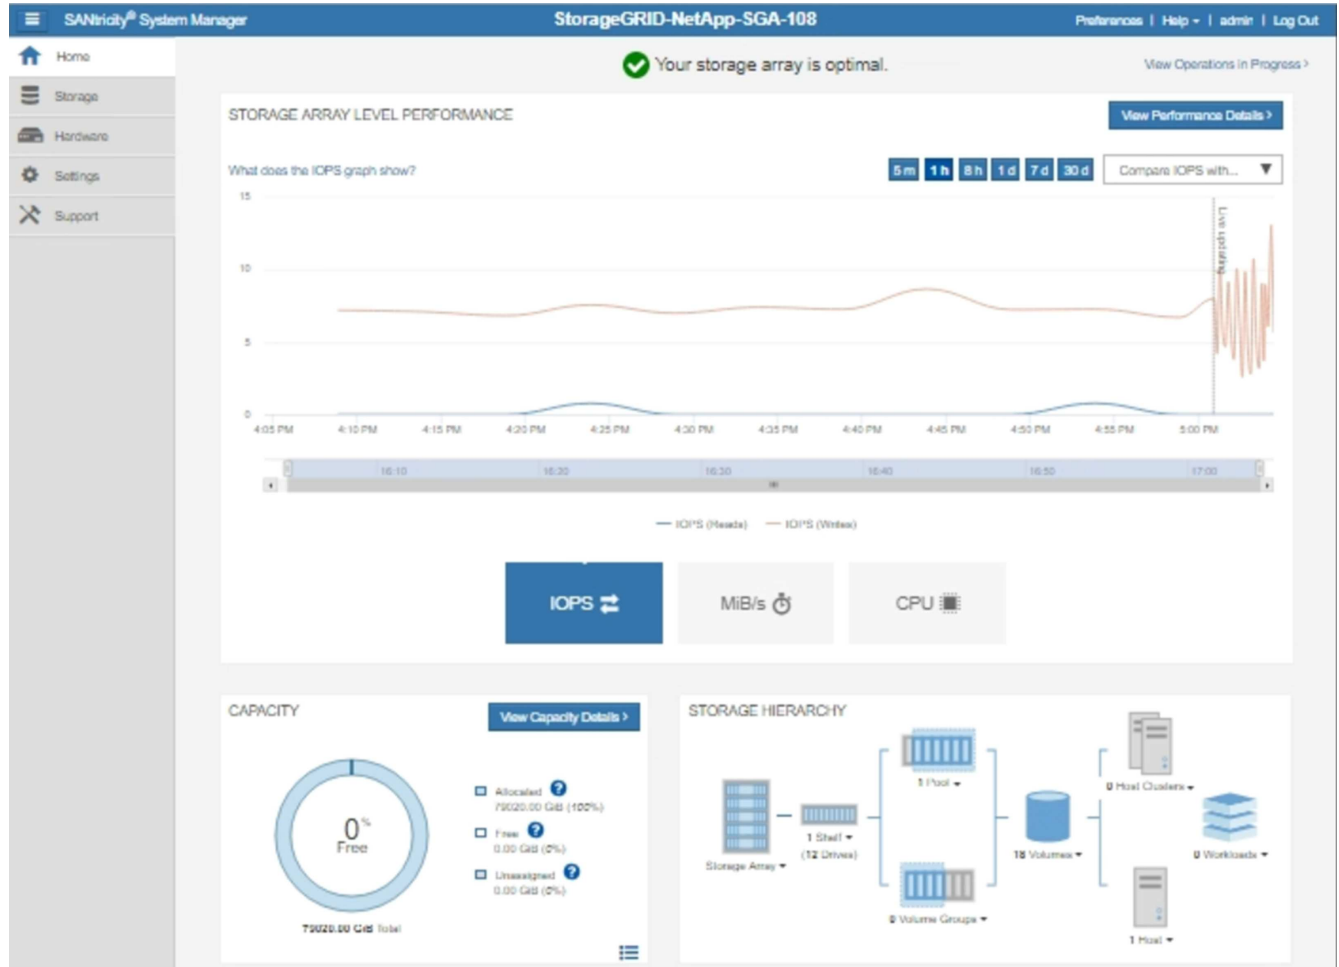 SANtricity® System Manager
StorageGRID-NetApp-SGA-108
Preferences | Help | admin | Log Out
Home
Storage
Hardware
Settings
Support
Your storage array is optimal.
View Operations in Progress >
STORAGE ARRAY LEVEL PERFORMANCE
View Performance Details >
What does the IOPS graph show?
5 m 1 h 8 h 1 d 7 d 30 d
Compare IOPS with...
15
10
5
0
Live updating
4:05 PM 4:10 PM 4:15 PM 4:20 PM 4:25 PM 4:30 PM 4:35 PM 4:40 PM 4:45 PM 4:50 PM 4:55 PM 5:00 PM
16:10 16:20 16:30 16:40 16:50 17:00
IOPS (Reads) IOPS (Writes)
IOPS
MiB/s
CPU
CAPACITY
View Capacity Details >
0%
Free
Allocated ?
79020.00 GiB (100%)
Free ?
0.00 GiB (0%)
Unassigned ?
0.00 GiB (0%)
79020.00 GiB Total
STORAGE HIERARCHY
Storage Array
1 Shelf
(12 Drives)
1 Pool
0 Volume Groups
18 Volumes
0 Host Clusters
1 Host
0 Workloads